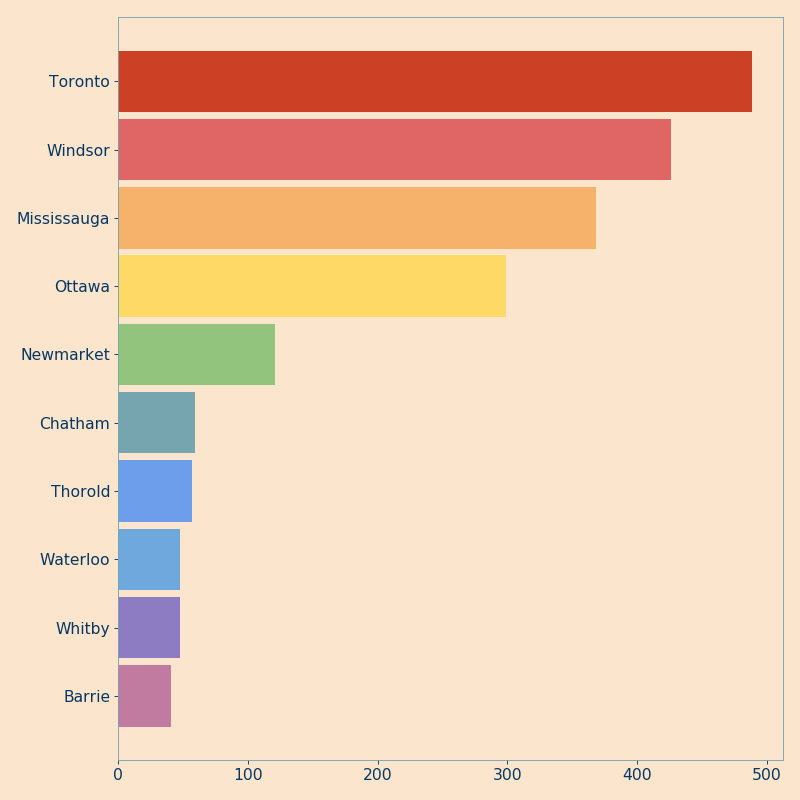 Toronto
Windsor
Mississauga
Ottawa
Newmarket
Chatham
Thorold
Waterloo
Whitby
Barrie
0 100 200 300 400 500